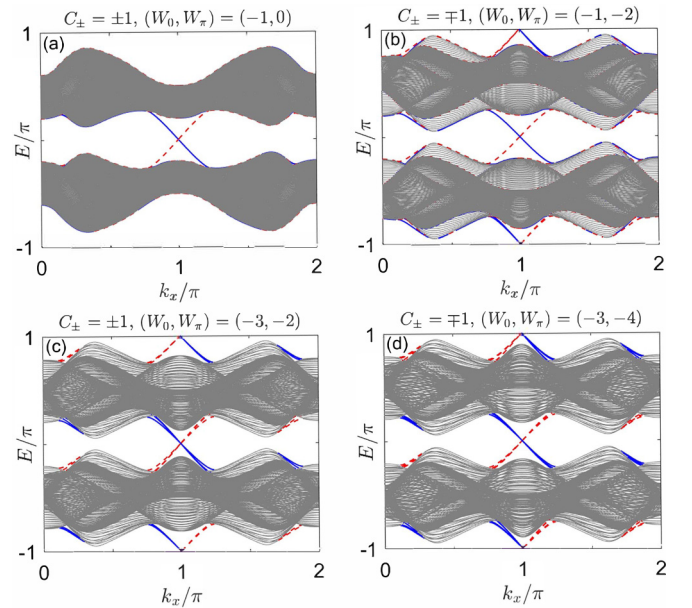 C± = ±1, (W₀, Wπ) = (−1, 0)
(a)
1
E/π
-1
0
1
2
kₓ/π
C± = ∓1, (W₀, Wπ) = (−1, −2)
(b)
1
E/π
-1
0
1
2
kₓ/π
C± = ±1, (W₀, Wπ) = (−3, −2)
(c)
1
E/π
-1
0
1
2
kₓ/π
C± = ∓1, (W₀, Wπ) = (−3, −4)
(d)
1
E/π
-1
0
1
2
kₓ/π